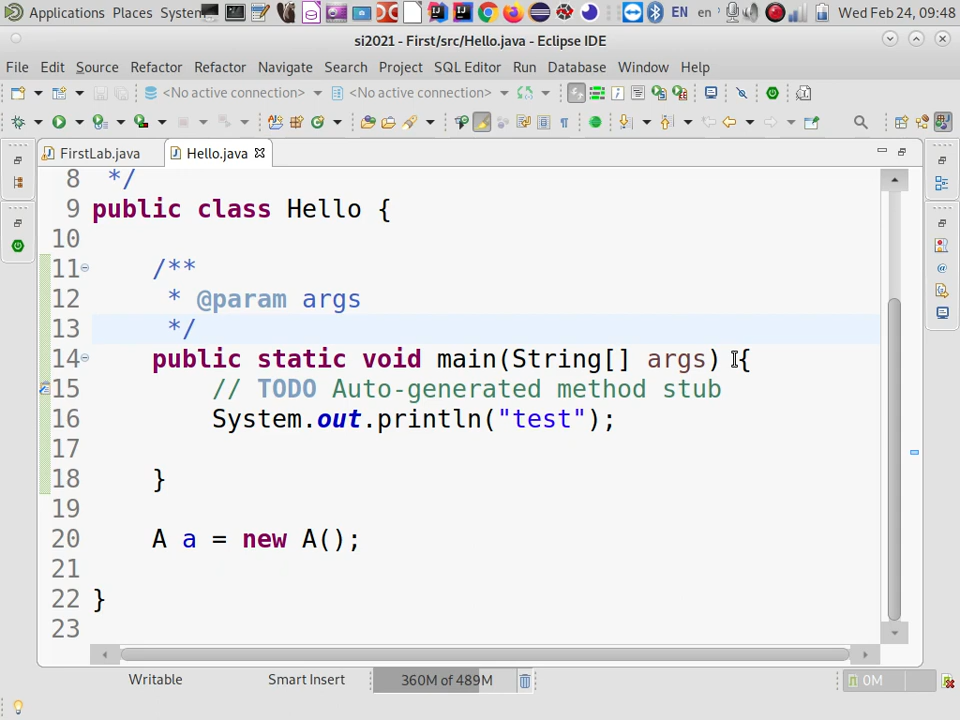 Applications Places System EN en Wed Feb 24, 09:48
si2021 - First/src/Hello.java - Eclipse IDE
File Edit Source Refactor Refactor Navigate Search Project SQL Editor Run Database Window Help
<No active connection> <No active connection>
FirstLab.java Hello.java
8 */
9 public class Hello {
10
11 /**
12 * @param args
13 */
14 public static void main(String[] args) {
15 // TODO Auto-generated method stub
16 System.out.println("test");
17
18 }
19
20 A a = new A();
21
22 }
23
Writable Smart Insert 360M of 489M 0M